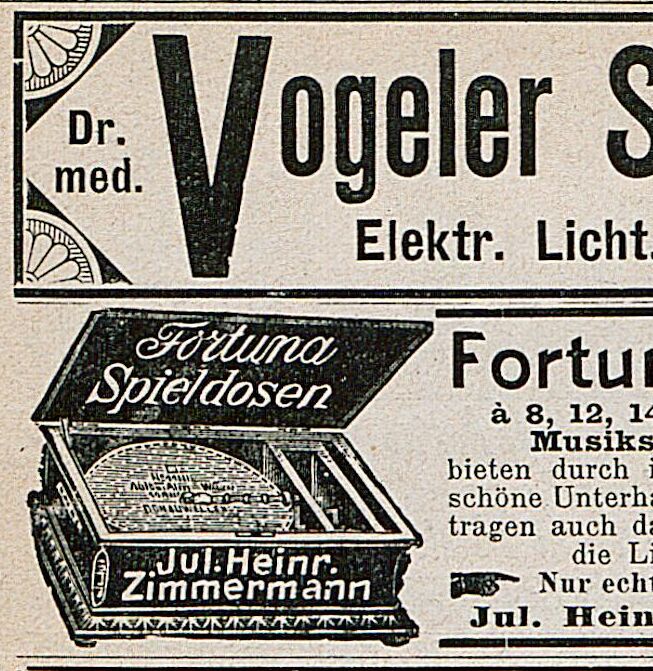 Dr.
med.
Vogeler S
Elektr. Licht.
Fortuna
Spieldosen
Jul. Heinr.
Zimmermann
Fortu
à 8, 12, 14
Musiks
bieten durch i
schöne Unterha
tragen auch da
die Li
Nur echt
Jul. Hein